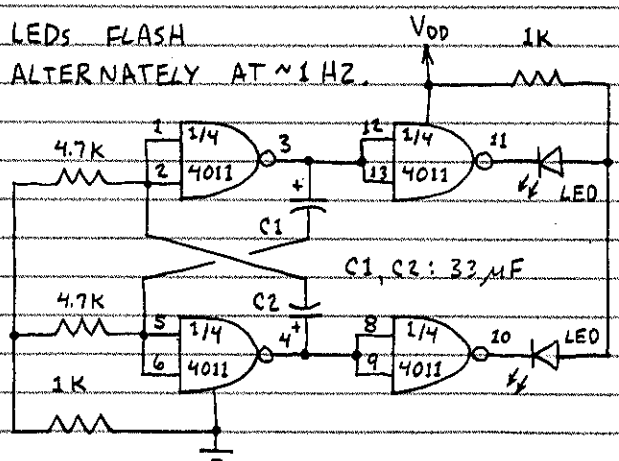 LEDs FLASH
ALTERNATELY AT ~1 HZ.
VDD
1K
4.7K
1
2
1/4
4011
3
12
13
1/4
4011
11
LED
+
C1
C1, C2: 33 µF
C2
+
4.7K
5
6
1/4
4011
4
8
9
1/4
4011
10
LED
1K